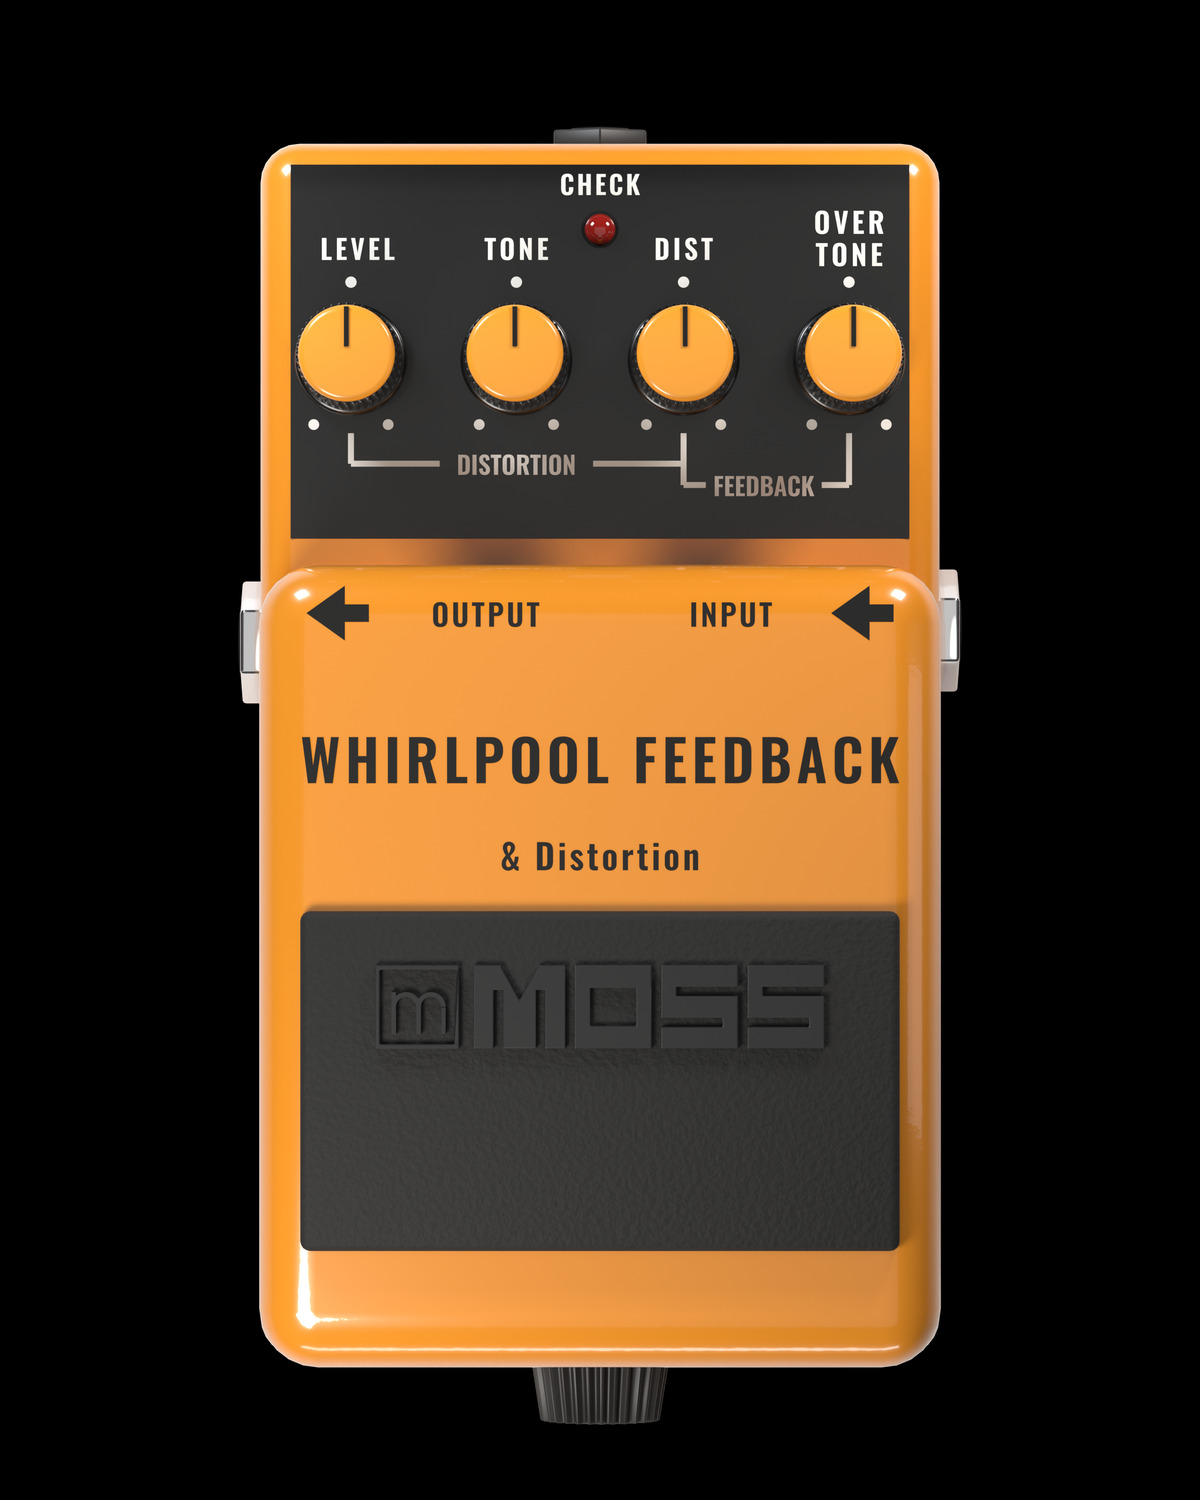 CHECK
LEVEL TONE DIST OVER TONE
DISTORTION
FEEDBACK
OUTPUT INPUT
WHIRLPOOL FEEDBACK
& Distortion
m MOSS